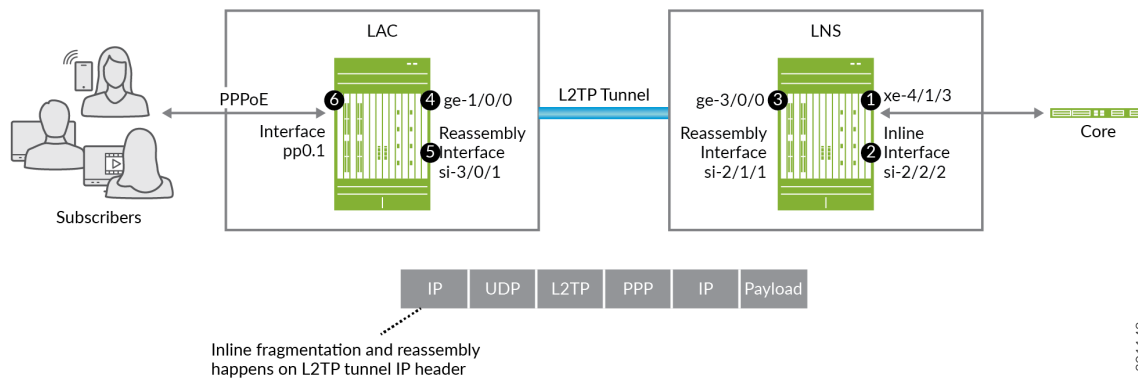 LAC
LNS
6
4
ge-1/0/0
L2TP Tunnel
ge-3/0/0
3
1
xe-4/1/3
PPPoE
Interface
pp0.1
Reassembly
5
Interface
si-3/0/1
Reassembly
Interface
si-2/1/1
2
Inline
Interface
si-2/2/2
Core
Subscribers
IP
UDP
L2TP
PPP
IP
Payload
Inline fragmentation and reassembly
happens on L2TP tunnel IP header